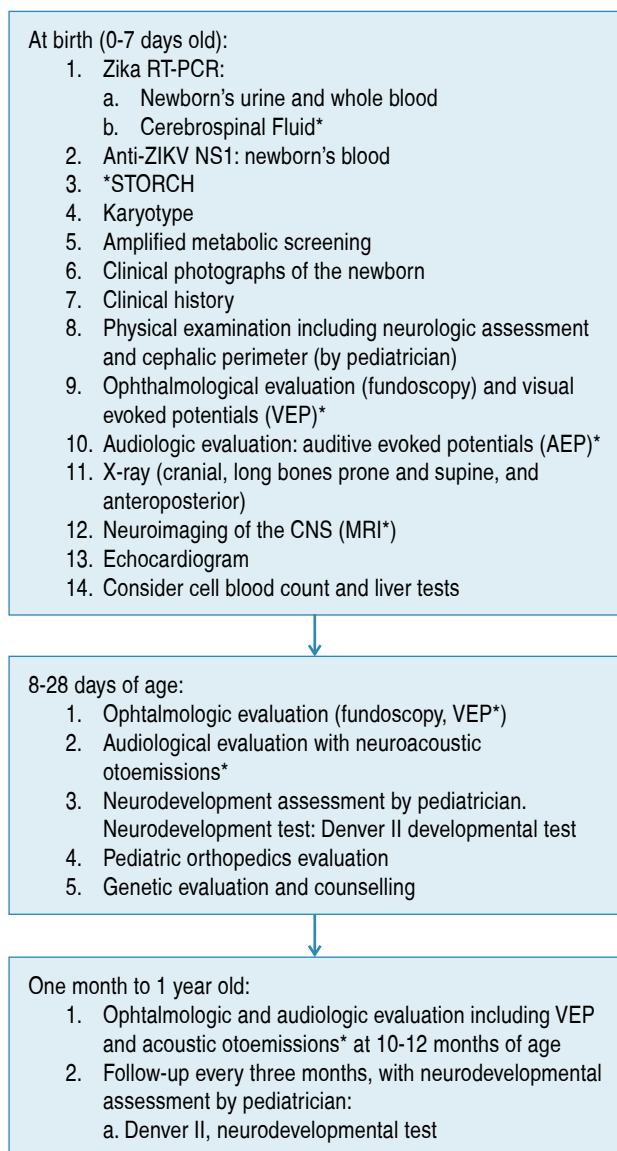 At birth (0-7 days old):
1. Zika RT-PCR:
a. Newborn's urine and whole blood
b. Cerebrospinal Fluid*
2. Anti-ZIKV NS1: newborn's blood
3. *STORCH
4. Karyotype
5. Amplified metabolic screening
6. Clinical photographs of the newborn
7. Clinical history
8. Physical examination including neurologic assessment
and cephalic perimeter (by pediatrician)
9. Ophthalmological evaluation (fundoscopy) and visual
evoked potentials (VEP)*
10. Audiologic evaluation: auditive evoked potentials (AEP)*
11. X-ray (cranial, long bones prone and supine, and
anteroposterior)
12. Neuroimaging of the CNS (MRI*)
13. Echocardiogram
14. Consider cell blood count and liver tests
8-28 days of age:
1. Ophtalmologic evaluation (fundoscopy, VEP*)
2. Audiological evaluation with neuroacoustic
otoemissions*
3. Neurodevelopment assessment by pediatrician.
Neurodevelopment test: Denver II developmental test
4. Pediatric orthopedics evaluation
5. Genetic evaluation and counselling
One month to 1 year old:
1. Ophtalmologic and audiologic evaluation including VEP
and acoustic otoemissions* at 10-12 months of age
2. Follow-up every three months, with neurodevelopmental
assessment by pediatrician:
a. Denver II, neurodevelopmental test